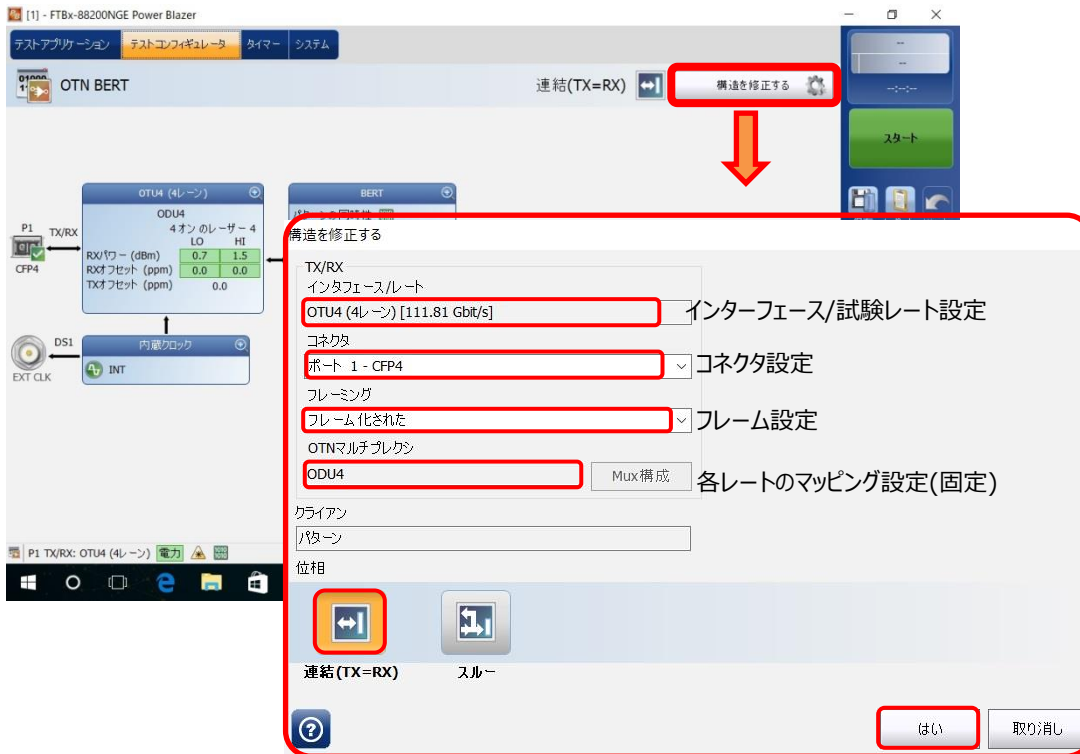 [1] - FTBx-88200NGE Power Blazer
テストアプリケーション テストコンフィギュレータ タイマー システム
OTN BERT
連結(TX=RX)
構造を修正する
--
--
--:--:--
スタート
OTU4 (4レーン)
ODU4
4オン のレーザー 4
LO HI
RXパワー (dBm) 0.7 1.5
RXオフセット (ppm) 0.0 0.0
TXオフセット (ppm) 0.0
P1
TX/RX
CFP4
BERT
DS1
EXT CLK
内蔵クロック
INT
P1 TX/RX: OTU4 (4レーン) 電力
構造を修正する
TX/RX
インタフェース/レート
OTU4 (4レーン) [111.81 Gbit/s]
インターフェース/試験レート設定
コネクタ
ポート 1 - CFP4
コネクタ設定
フレーミング
フレーム化された
フレーム設定
OTNマルチプレクシ
ODU4
Mux構成
各レートのマッピング設定(固定)
クライアン
パターン
位相
連結(TX=RX)
スルー
?
はい
取り消し